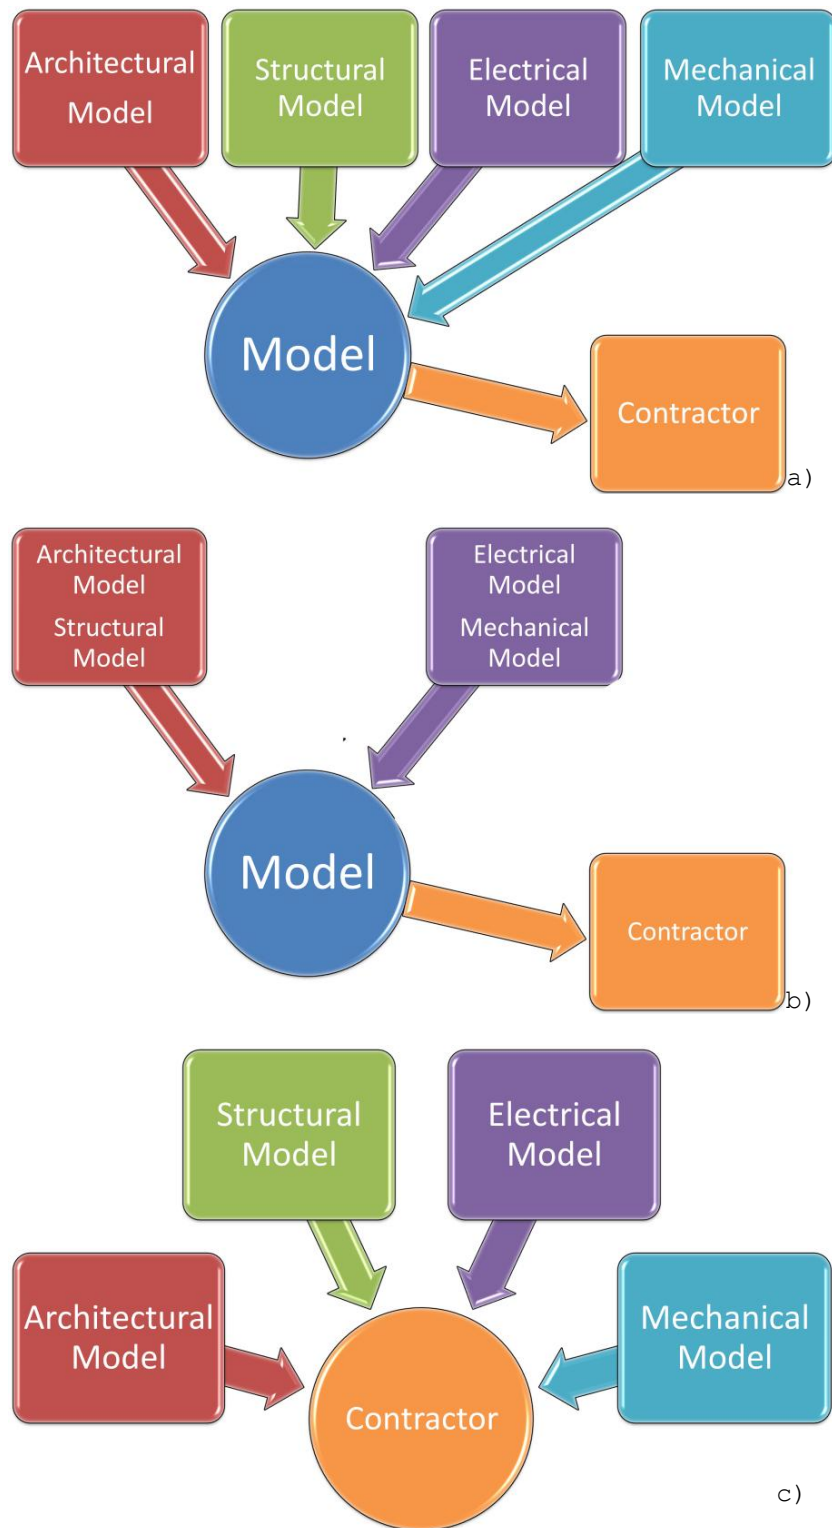 Architectural
Model
Structural
Model
Electrical
Model
Mechanical
Model
Model
Contractor
a)
Architectural
Model
Structural
Model
Electrical
Model
Mechanical
Model
Model
Contractor
b)
Structural
Model
Electrical
Model
Architectural
Model
Mechanical
Model
Contractor
c)